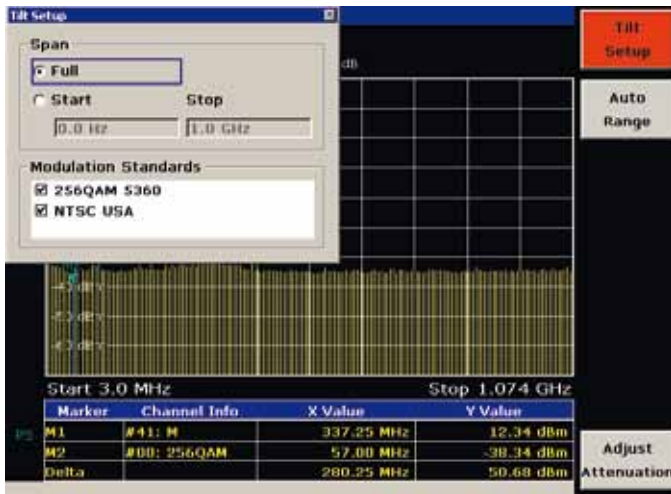 Tilt Setup
Span
Full
Start Stop
0.0 Hz 1.0 GHz
Modulation Standards
256QAM S360
NTSC USA
Tilt
Setup
Auto
Range
Start 3.0 MHz Stop 1.074 GHz
Marker Channel Info X Value Y Value
M1 #41: M 337.25 MHz 12.34 dBm
M2 #00: 256QAM 57.00 MHz -38.34 dBm
Delta 280.25 MHz 50.68 dBm
Adjust
Attenuation